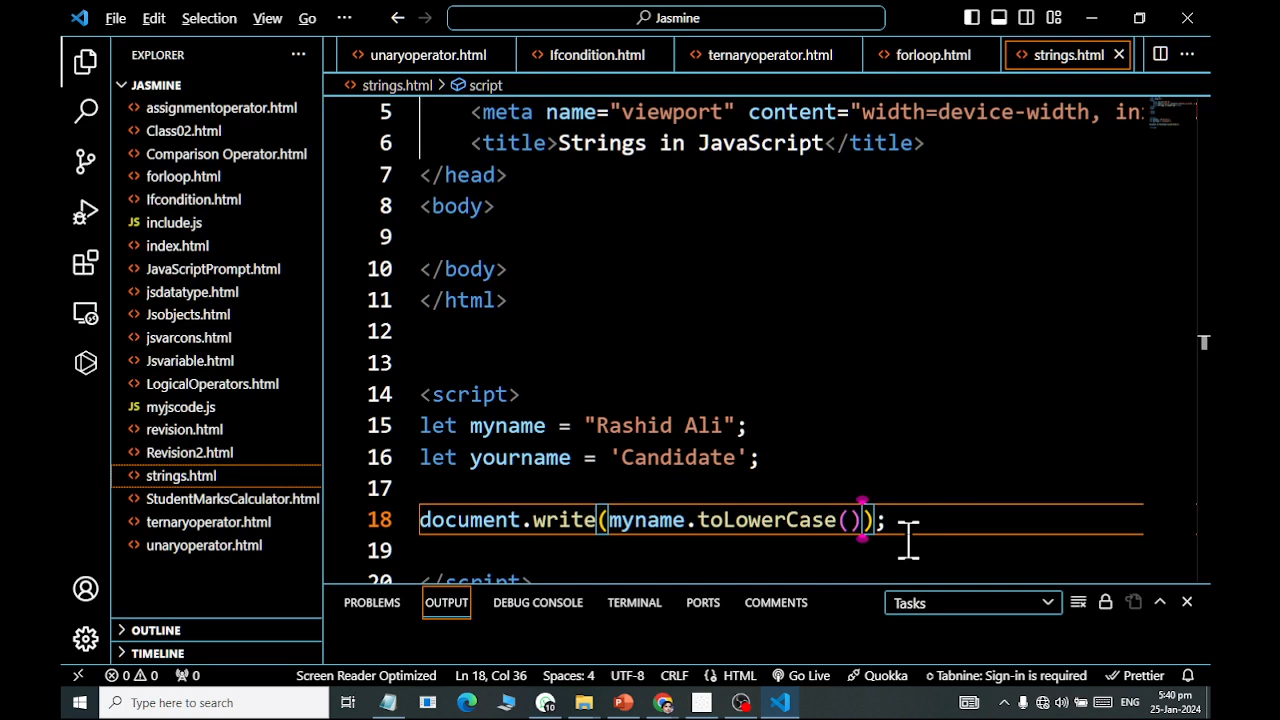 File Edit Selection View Go ··· Jasmine
EXPLORER ···
unaryoperator.html Ifcondition.html ternaryoperator.html forloop.html strings.html
JASMINE
assignmentoperator.html
Class02.html
Comparison Operator.html
forloop.html
Ifcondition.html
JS include.js
index.html
JavaScriptPrompt.html
jsdatatype.html
Jsobjects.html
jsvarcons.html
Jsvariable.html
LogicalOperators.html
JS myjscode.js
revision.html
Revision2.html
strings.html
StudentMarksCalculator.html
ternaryoperator.html
unaryoperator.html
OUTLINE
TIMELINE
strings.html > script
5 <meta name="viewport" content="width=device-width, in
6 <title>Strings in JavaScript</title>
7 </head>
8 <body>
9
10 </body>
11 </html>
12
13
14 <script>
15 let myname = "Rashid Ali";
16 let yourname = 'Candidate';
17
18 document.write(myname.toLowerCase());
19
20 </script>
PROBLEMS OUTPUT DEBUG CONSOLE TERMINAL PORTS COMMENTS Tasks
0 0 0 Screen Reader Optimized Ln 18, Col 36 Spaces: 4 UTF-8 CRLF HTML Go Live Quokka Tabnine: Sign-in is required Prettier
Type here to search
10
5:40 pm
25-Jan-2024